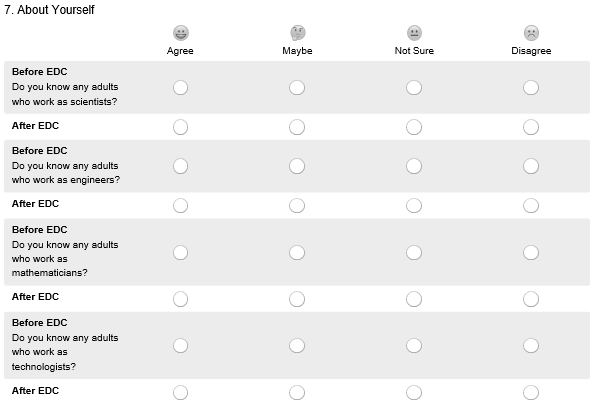 7. About Yourself
Agree Maybe Not Sure Disagree
Before EDC
Do you know any adults
who work as scientists?
After EDC
Before EDC
Do you know any adults
who work as engineers?
After EDC
Before EDC
Do you know any adults
who work as
mathematicians?
After EDC
Before EDC
Do you know any adults
who work as
technologists?
After EDC